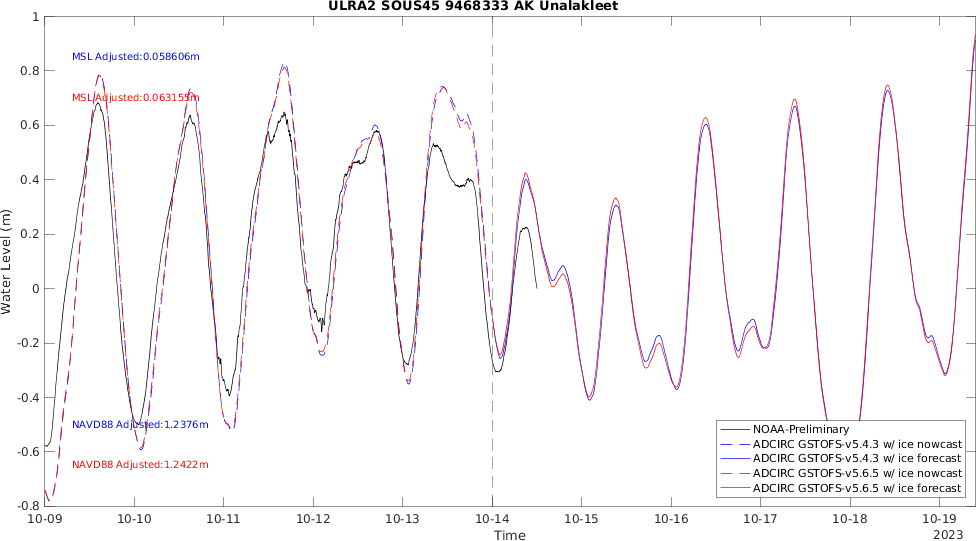 ULRA2 SOUS45 9468333 AK Unalakleet
MSL Adjusted:0.058606m
MSL Adjusted:0.063155m
NAVD88 Adjusted:1.2376m
NAVD88 Adjusted:1.2422m
Water Level (m)
1
0.8
0.6
0.4
0.2
0
-0.2
-0.4
-0.6
-0.8
NOAA-Preliminary
ADCIRC GSTOFS-v5.4.3 w/ ice nowcast
ADCIRC GSTOFS-v5.4.3 w/ ice forecast
ADCIRC GSTOFS-v5.6.5 w/ ice nowcast
ADCIRC GSTOFS-v5.6.5 w/ ice forecast
10-09 10-10 10-11 10-12 10-13 10-14 10-15 10-16 10-17 10-18 10-19
Time
2023